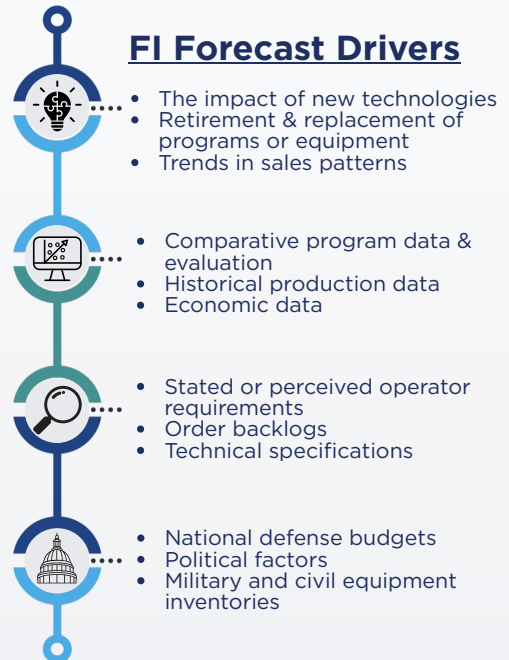 FI Forecast Drivers
• The impact of new technologies
• Retirement & replacement of
programs or equipment
• Trends in sales patterns
• Comparative program data &
evaluation
• Historical production data
• Economic data
• Stated or perceived operator
requirements
• Order backlogs
• Technical specifications
• National defense budgets
• Political factors
• Military and civil equipment
inventories